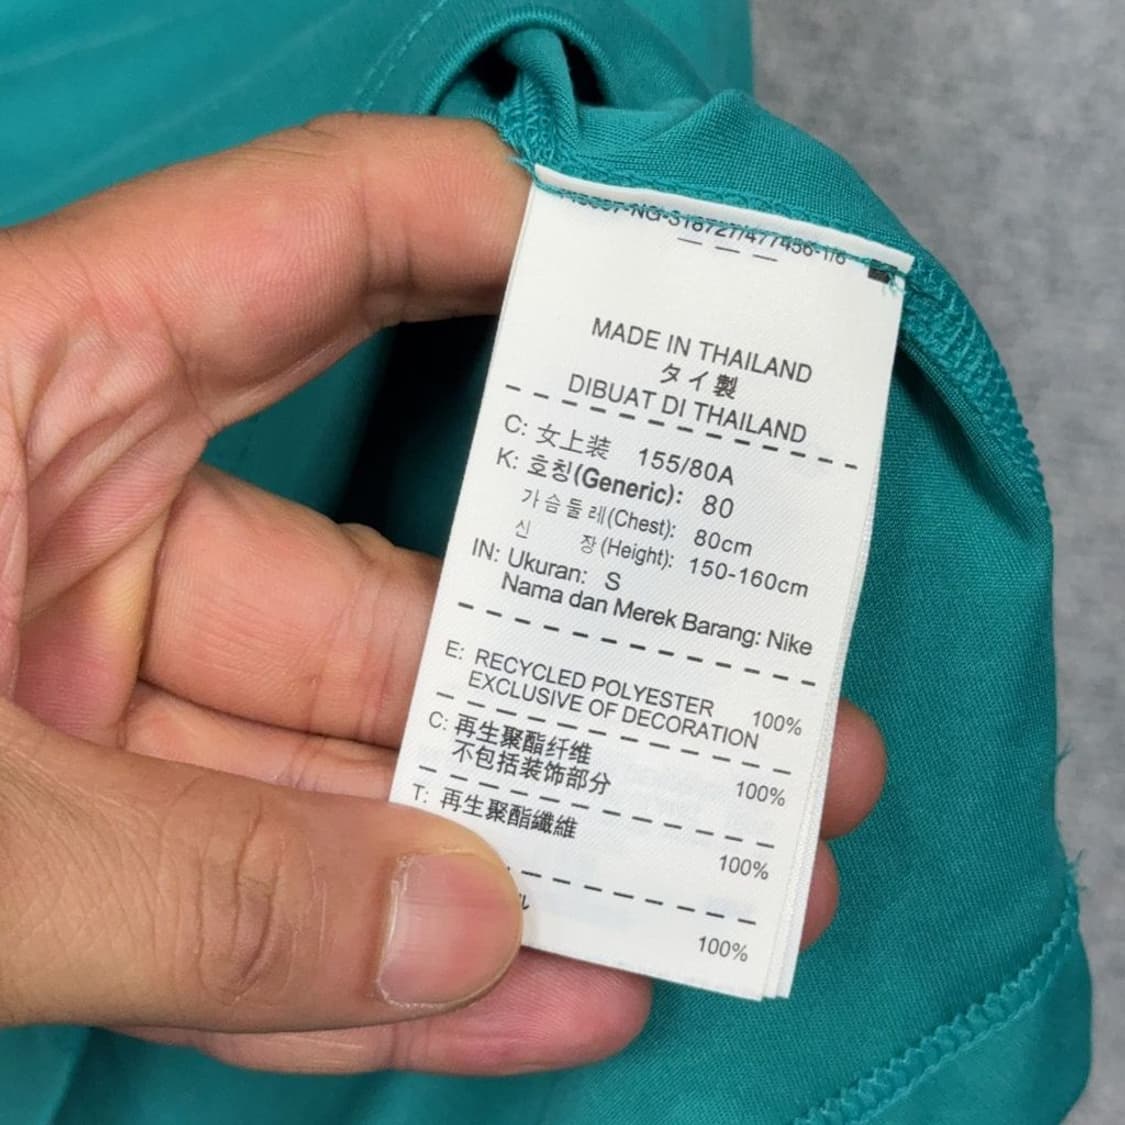 MADE IN THAILAND
タイ製
DIBUAT DI THAILAND
C: 女上装 155/80A
K: 호칭(Generic): 80
가슴둘레(Chest): 80cm
신 장(Height): 150-160cm
IN: Ukuran: S
Nama dan Merek Barang: Nike
E: RECYCLED POLYESTER 100%
EXCLUSIVE OF DECORATION
C: 再生聚酯纤维 100%
不包括装饰部分
T: 再生聚酯纖維 100%
100%